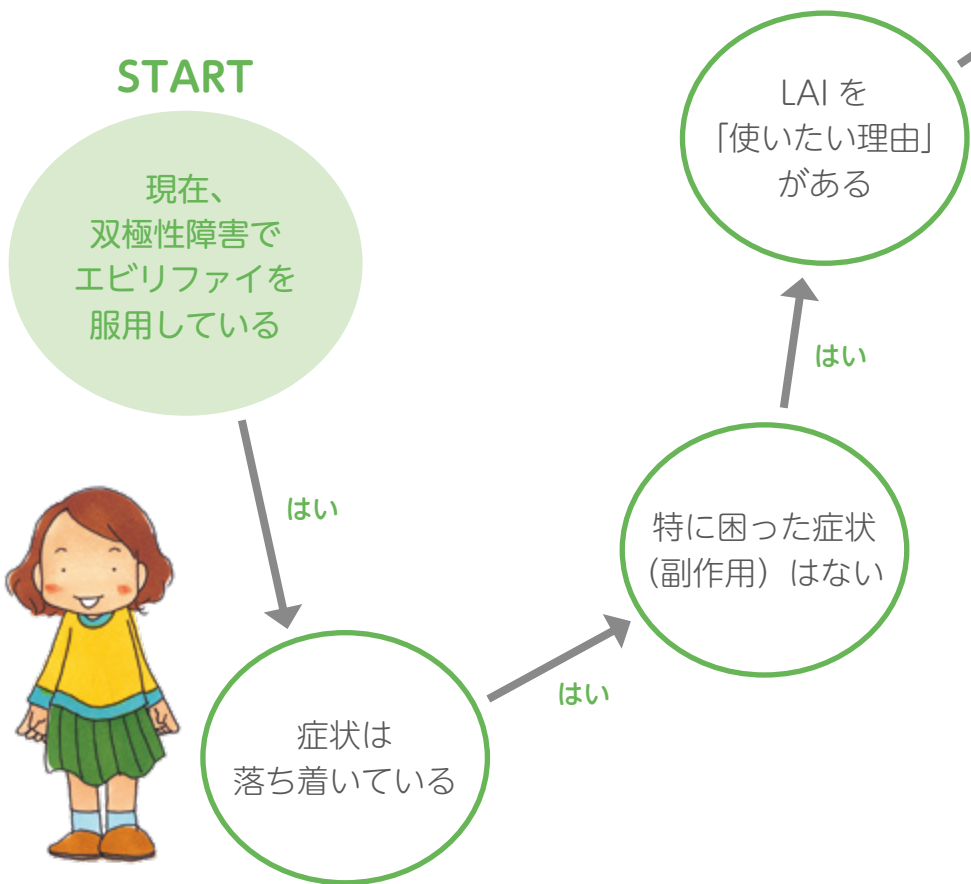 START
現在、
双極性障害で
エビリファイを
服用している
はい
症状は
落ち着いている
はい
特に困った症状
（副作用）はない
はい
LAI を
「使いたい理由」
がある